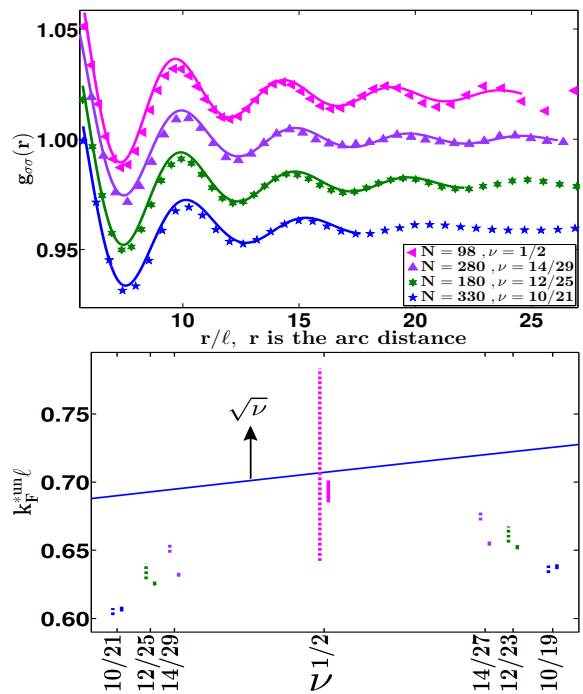 1.05
1.00
0.95
g_σσ(r)
N = 98 , ν = 1/2
N = 280 , ν = 14/29
N = 180 , ν = 12/25
N = 330 , ν = 10/21
10 15 20 25
r/ℓ, r is the arc distance
0.75
0.70
0.65
0.60
k_F^{*un}ℓ
√ν
10/21 12/25 14/29 1/2 14/27 12/23 10/19
ν